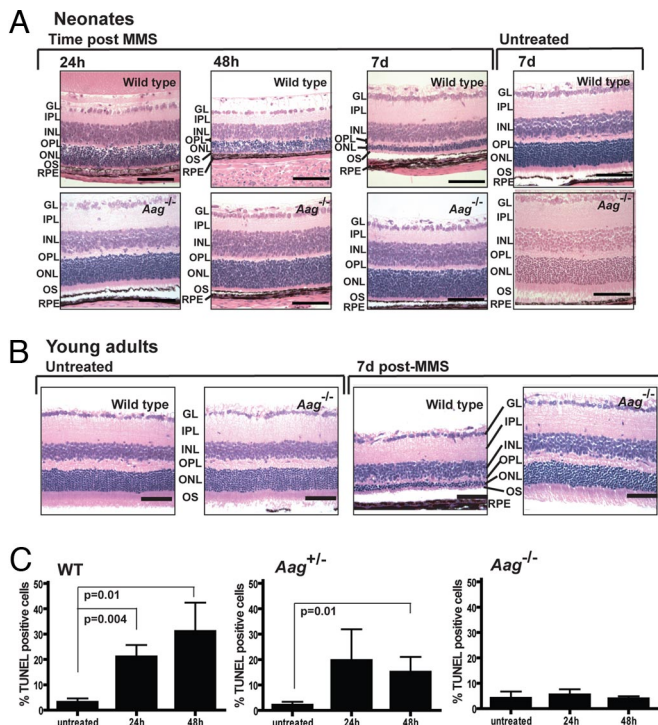 A Neonates
Time post MMS Untreated
24h 48h 7d 7d
Wild type Wild type Wild type Wild type
GL GL GL GL
IPL IPL IPL IPL
INL INL INL INL
OPL OPL OPL OPL
ONL ONL ONL ONL
OS OS OS OS
RPE RPE RPE RPE
Aag-/- Aag-/- Aag-/- Aag-/-
GL GL GL GL
IPL IPL IPL IPL
INL INL INL INL
OPL OPL OPL OPL
ONL ONL ONL ONL
OS OS OS OS
RPE RPE RPE RPE
B Young adults
Untreated 7d post-MMS
Wild type Aag-/- Wild type Aag-/-
GL GL
IPL IPL
INL INL
OPL OPL
ONL ONL
OS OS
RPE
C WT Aag+/- Aag-/-
% TUNEL positive cells
50
40
30
20
10
0
p=0.01
p=0.004
untreated 24h 48h
% TUNEL positive cells
50
40
30
20
10
0
p=0.01
untreated 24h 48h
% TUNEL positive cells
50
40
30
20
10
0
untreated 24h 48h